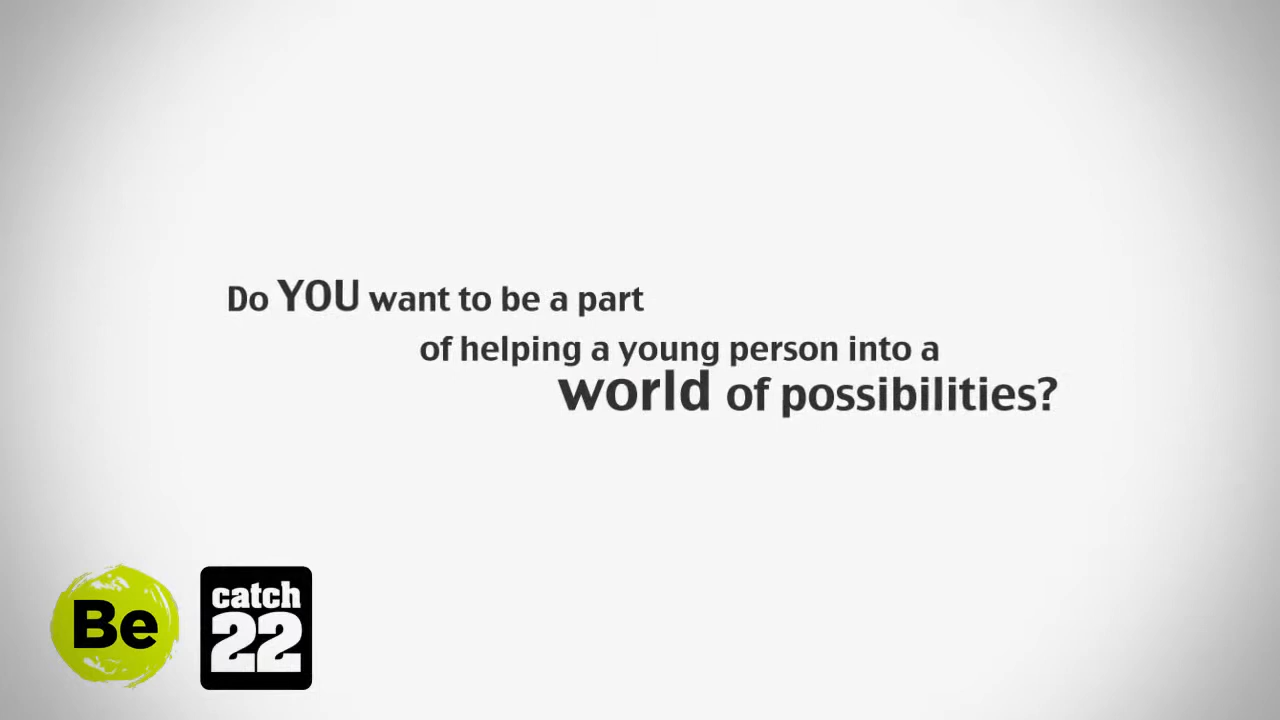 Do YOU want to be a part
of helping a young person into a
world of possibilities?
Be
catch
22